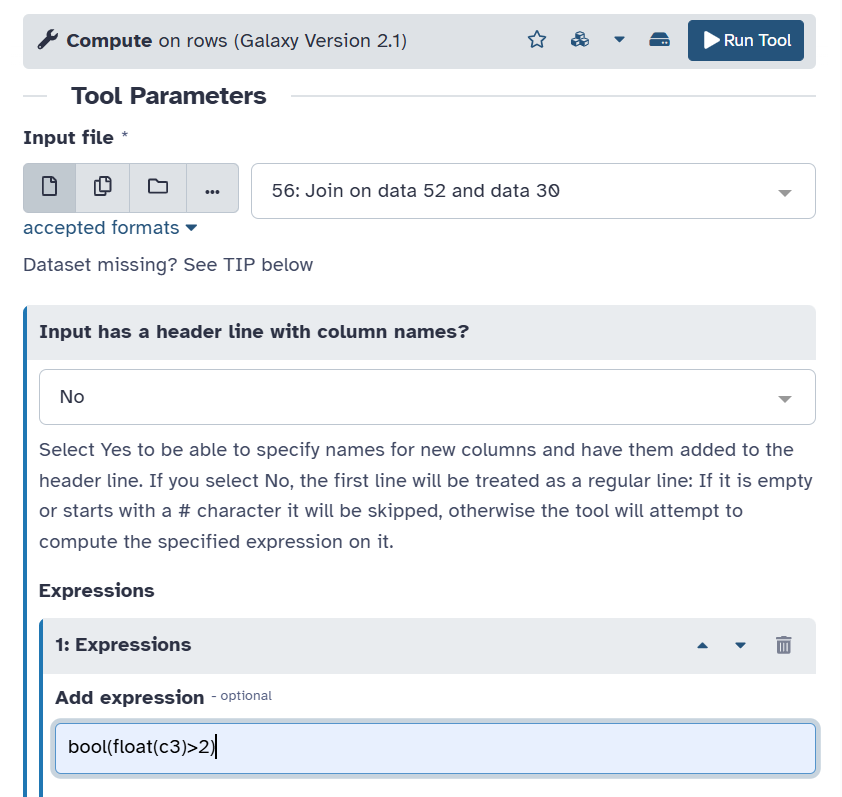 Compute on rows (Galaxy Version 2.1)
Run Tool
Tool Parameters
Input file *
...
56: Join on data 52 and data 30
accepted formats
Dataset missing? See TIP below
Input has a header line with column names?
No
Select Yes to be able to specify names for new columns and have them added to the
header line. If you select No, the first line will be treated as a regular line: If it is empty
or starts with a # character it will be skipped, otherwise the tool will attempt to
compute the specified expression on it.
Expressions
1: Expressions
Add expression - optional
bool(float(c3)>2)